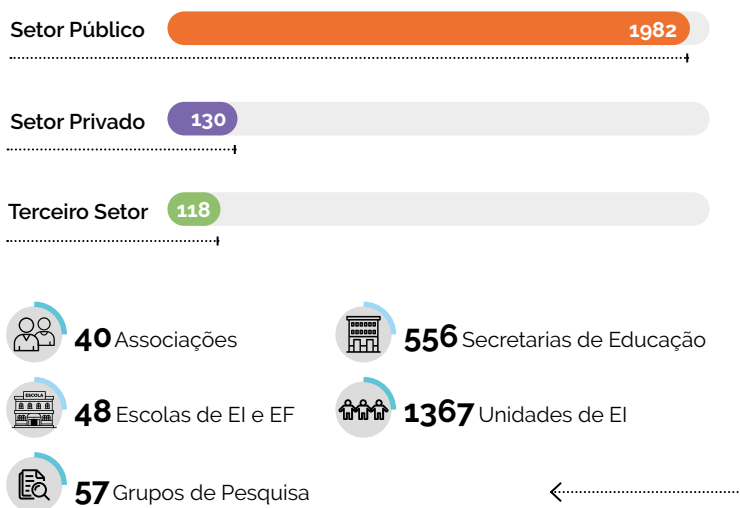 Setor Público 1982
Setor Privado 130
Terceiro Setor 118
40 Associações
556 Secretarias de Educação
ESCOLA
48 Escolas de EI e EF
1367 Unidades de EI
57 Grupos de Pesquisa